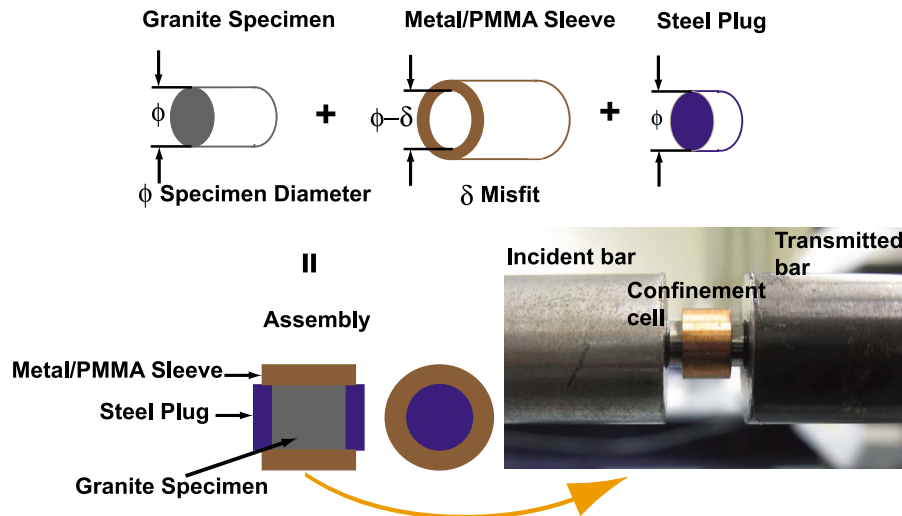 Granite Specimen
Metal/PMMA Sleeve
Steel Plug
ϕ
+
ϕ−δ
+
ϕ
ϕ Specimen Diameter
δ Misfit
=
Assembly
Metal/PMMA Sleeve
Steel Plug
Granite Specimen
Incident bar
Transmitted
bar
Confinement
cell